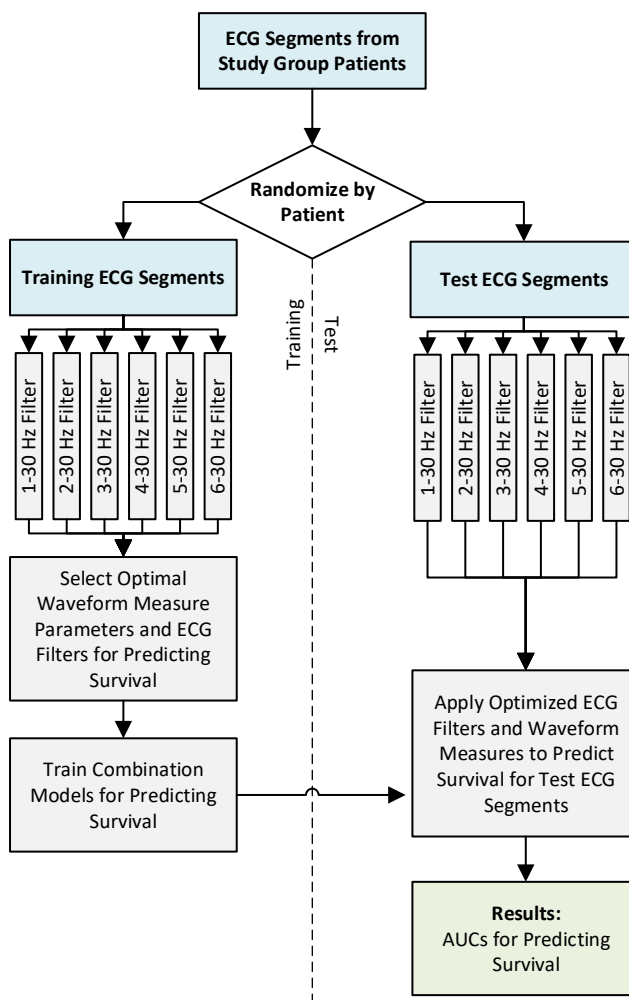 ECG Segments from
Study Group Patients
Randomize by
Patient
Training ECG Segments
Test ECG Segments
Training
Test
1-30 Hz Filter
2-30 Hz Filter
3-30 Hz Filter
4-30 Hz Filter
5-30 Hz Filter
6-30 Hz Filter
1-30 Hz Filter
2-30 Hz Filter
3-30 Hz Filter
4-30 Hz Filter
5-30 Hz Filter
6-30 Hz Filter
Select Optimal
Waveform Measure
Parameters and ECG
Filters for Predicting
Survival
Train Combination
Models for Predicting
Survival
Apply Optimized ECG
Filters and Waveform
Measures to Predict
Survival for Test ECG
Segments
Results:
AUCs for Predicting
Survival